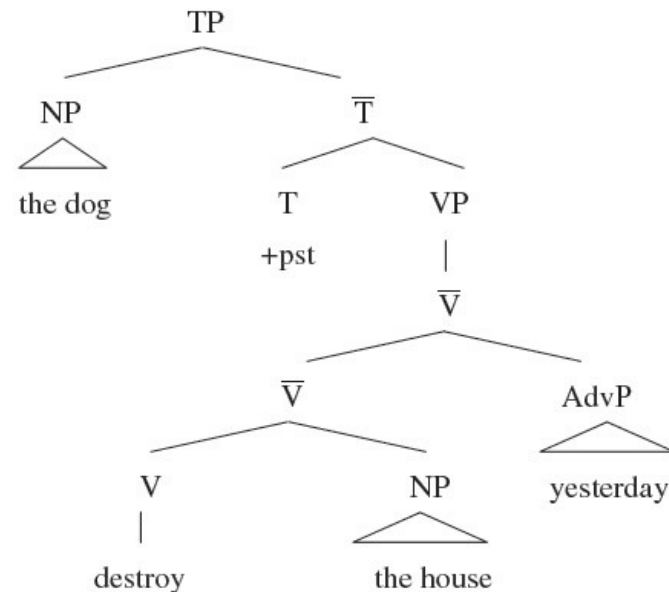 TP
NP T̅
the dog T VP
+pst
V̅
V̅ AdvP
V NP yesterday
destroy the house